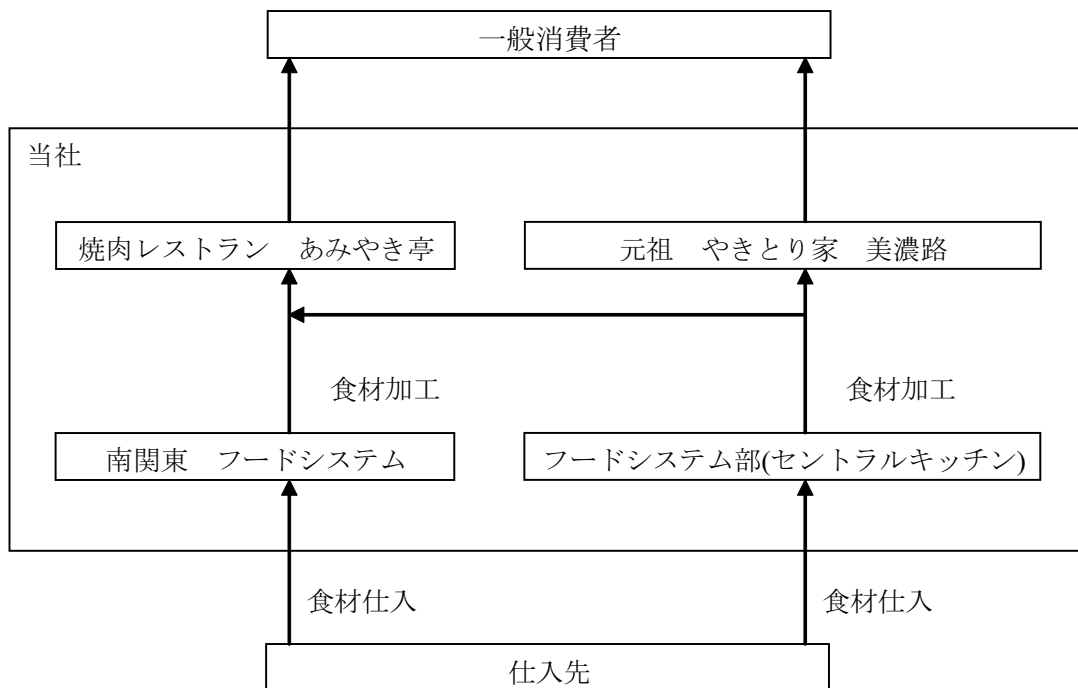 一般消費者
当社
焼肉レストラン　あみやき亭
元祖　やきとり家　美濃路
食材加工
食材加工
南関東　フードシステム
フードシステム部(セントラルキッチン)
食材仕入
食材仕入
仕入先